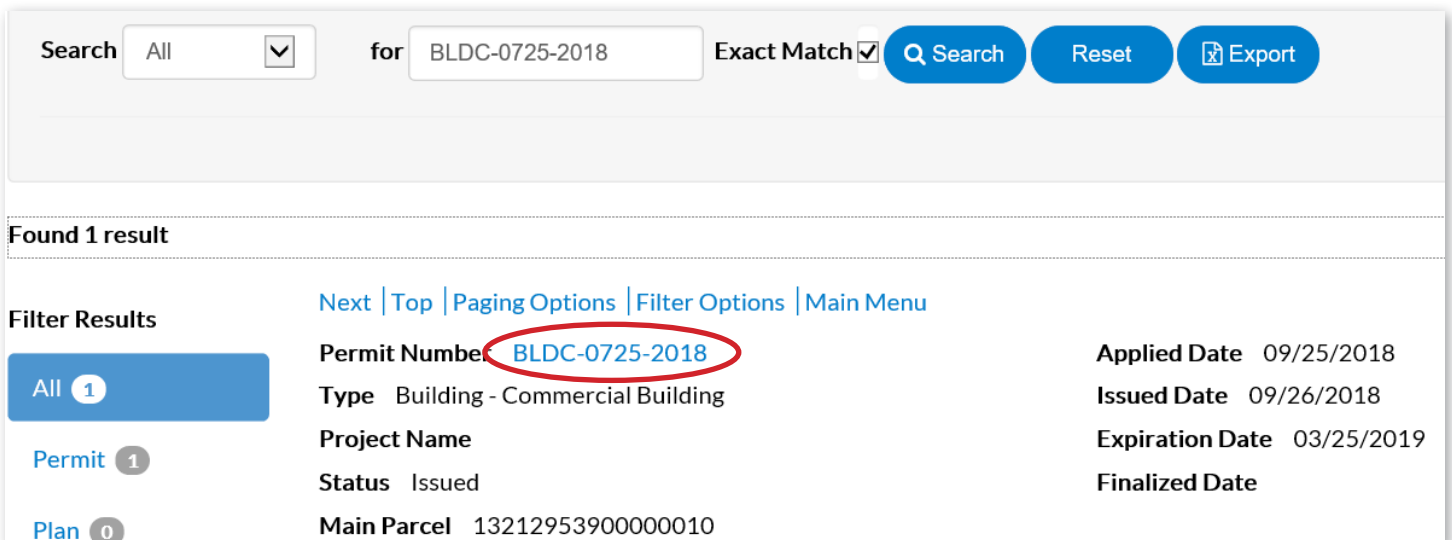 Search All for BLDC-0725-2018 Exact Match Search Reset Export
Found 1 result
Next | Top | Paging Options | Filter Options | Main Menu
Filter Results
Permit Number BLDC-0725-2018 Applied Date 09/25/2018
All 1
Type Building - Commercial Building Issued Date 09/26/2018
Project Name Expiration Date 03/25/2019
Permit 1
Status Issued Finalized Date
Main Parcel 13212953900000010
Plan 0